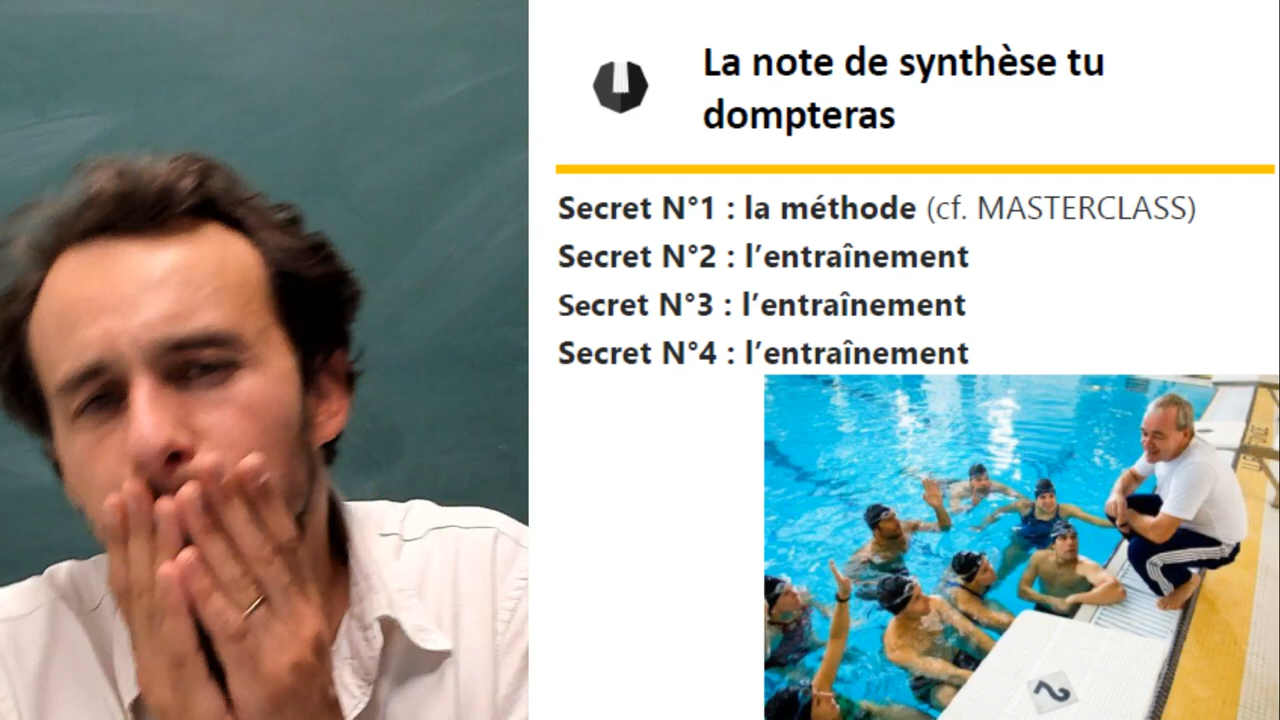 La note de synthèse tu
dompteras
Secret N°1 : la méthode (cf. MASTERCLASS)
Secret N°2 : l’entraînement
Secret N°3 : l’entraînement
Secret N°4 : l’entraînement
2